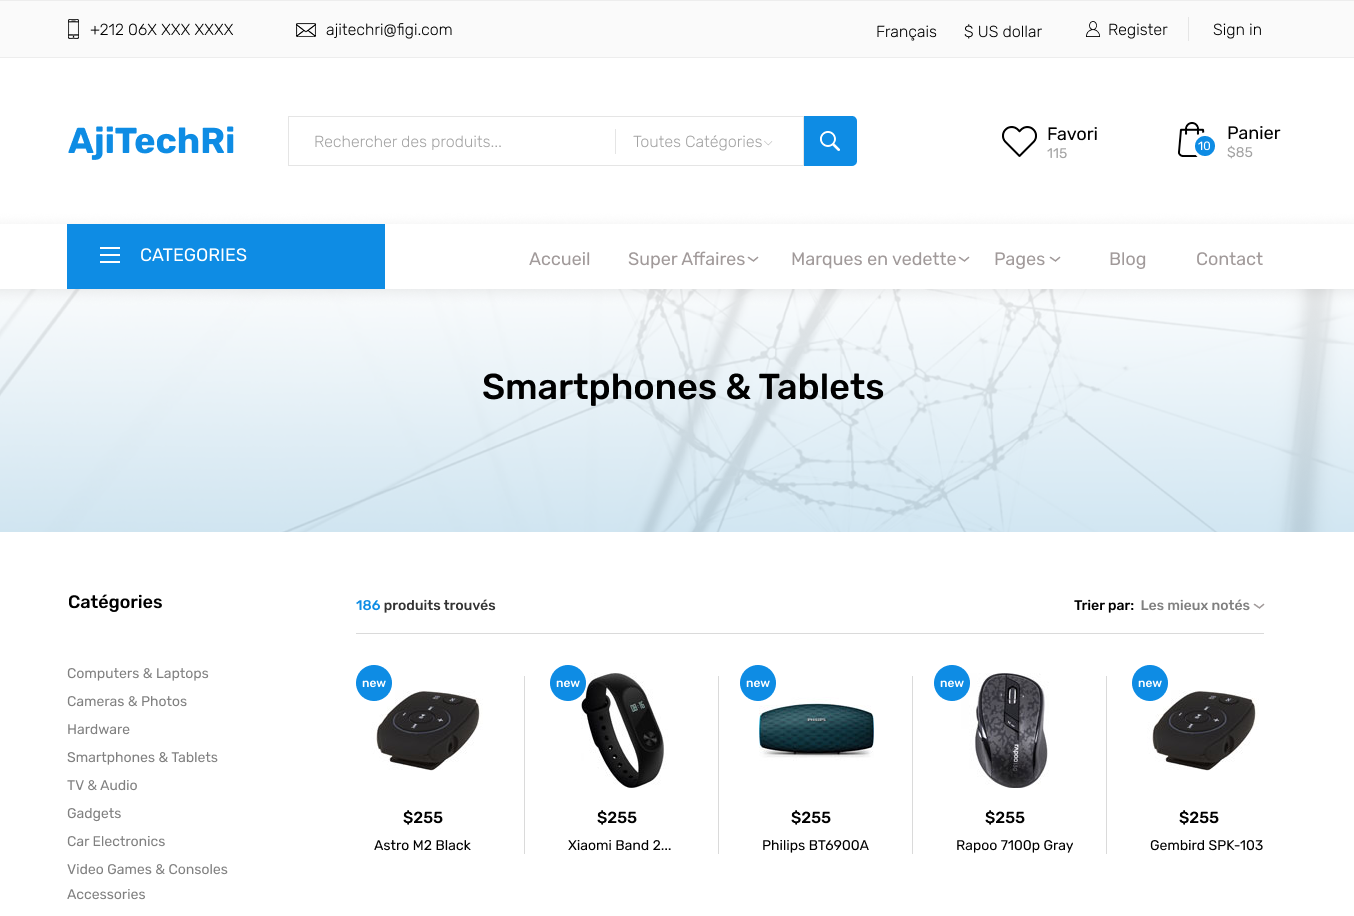 +212 06X XXX XXXX
ajitechri@figi.com
Français
$ US dollar
Register
Sign in
AjiTechRi
Rechercher des produits...
Toutes Catégories
Favori
115
10
Panier
$85
CATEGORIES
Accueil
Super Affaires
Marques en vedette
Pages
Blog
Contact
Smartphones & Tablets
Catégories
Computers & Laptops
Cameras & Photos
Hardware
Smartphones & Tablets
TV & Audio
Gadgets
Car Electronics
Video Games & Consoles
Accessories
186 produits trouvés
Trier par: Les mieux notés
new
$255
Astro M2 Black
new
08 16
$255
Xiaomi Band 2...
new
PHILIPS
$255
Philips BT6900A
new
rapoo
$255
Rapoo 7100p Gray
new
$255
Gembird SPK-103